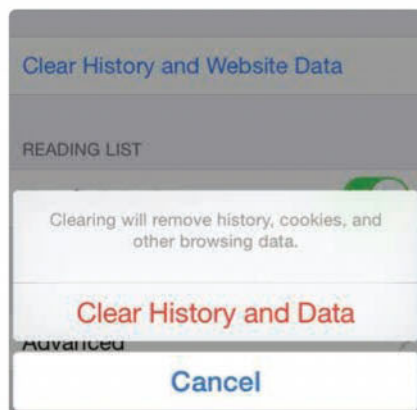 Clear History and Website Data
READING LIST
Clearing will remove history, cookies, and
other browsing data.
Clear History and Data
Advanced
Cancel